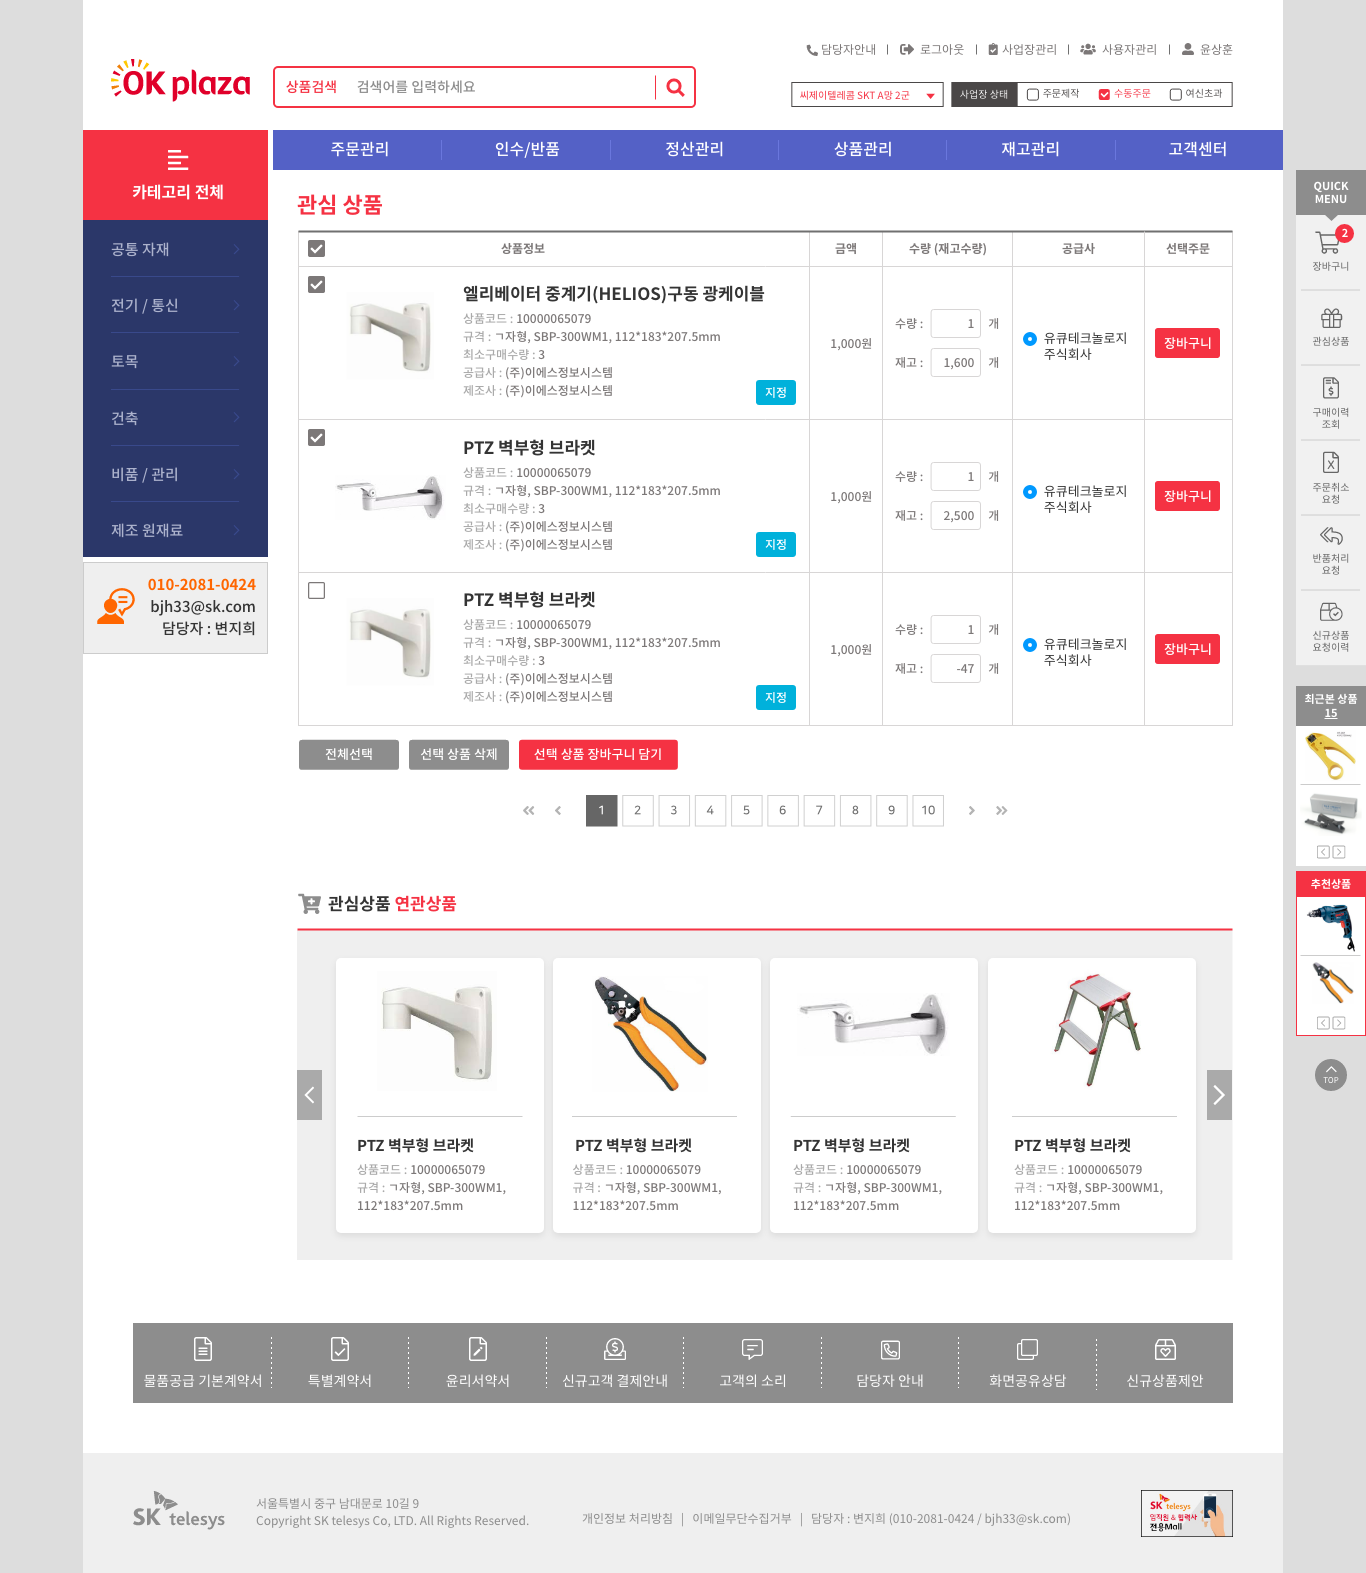 담당자안내
로그아웃
사업장관리
사용자관리
윤상훈
OK plaza
상품검색 검색어를 입력하세요
씨제이텔레콤 SKT A망 2군
사업장 상태 주문제작 수동주문 여신초과
카테고리 전체
주문관리 인수/반품 정산관리 상품관리 재고관리 고객센터
공통 자재
전기 / 통신
토목
건축
비품 / 관리
제조 원재료
010-2081-0424
bjh33@sk.com
담당자 : 변지희
관심 상품
상품정보 금액 수량 (재고수량) 공급사 선택주문
엘리베이터 중계기(HELIOS)구동 광케이블
상품코드 : 10000065079
규격 : ㄱ자형, SBP-300WM1, 112*183*207.5mm
최소구매수량 : 3
공급사 : (주)이에스정보시스템
제조사 : (주)이에스정보시스템
지정
1,000원
수량 : 1 개
재고 : 1,600 개
유큐테크놀로지
주식회사
장바구니
PTZ 벽부형 브라켓
상품코드 : 10000065079
규격 : ㄱ자형, SBP-300WM1, 112*183*207.5mm
최소구매수량 : 3
공급사 : (주)이에스정보시스템
제조사 : (주)이에스정보시스템
지정
1,000원
수량 : 1 개
재고 : 2,500 개
유큐테크놀로지
주식회사
장바구니
PTZ 벽부형 브라켓
상품코드 : 10000065079
규격 : ㄱ자형, SBP-300WM1, 112*183*207.5mm
최소구매수량 : 3
공급사 : (주)이에스정보시스템
제조사 : (주)이에스정보시스템
지정
1,000원
수량 : 1 개
재고 : -47 개
유큐테크놀로지
주식회사
장바구니
전체선택 선택 상품 삭제 선택 상품 장바구니 담기
1 2 3 4 5 6 7 8 9 10
관심상품 연관상품
PTZ 벽부형 브라켓
상품코드 : 10000065079
규격 : ㄱ자형, SBP-300WM1,
112*183*207.5mm
PTZ 벽부형 브라켓
상품코드 : 10000065079
규격 : ㄱ자형, SBP-300WM1,
112*183*207.5mm
PTZ 벽부형 브라켓
상품코드 : 10000065079
규격 : ㄱ자형, SBP-300WM1,
112*183*207.5mm
PTZ 벽부형 브라켓
상품코드 : 10000065079
규격 : ㄱ자형, SBP-300WM1,
112*183*207.5mm
QUICK
MENU
2
장바구니
관심상품
구매이력
조회
주문취소
요청
반품처리
요청
신규상품
요청이력
최근본 상품
15
추천상품
TOP
물품공급 기본계약서 특별계약서 윤리서약서 신규고객 결제안내 고객의 소리 담당자 안내 화면공유상담 신규상품제안
SK telesys
서울특별시 중구 남대문로 10길 9
Copyright SK telesys Co, LTD. All Rights Reserved.
개인정보 처리방침 | 이메일무단수집거부 | 담당자 : 변지희 (010-2081-0424 / bjh33@sk.com)
SK telesys
임직원 & 협력사
전용Mall